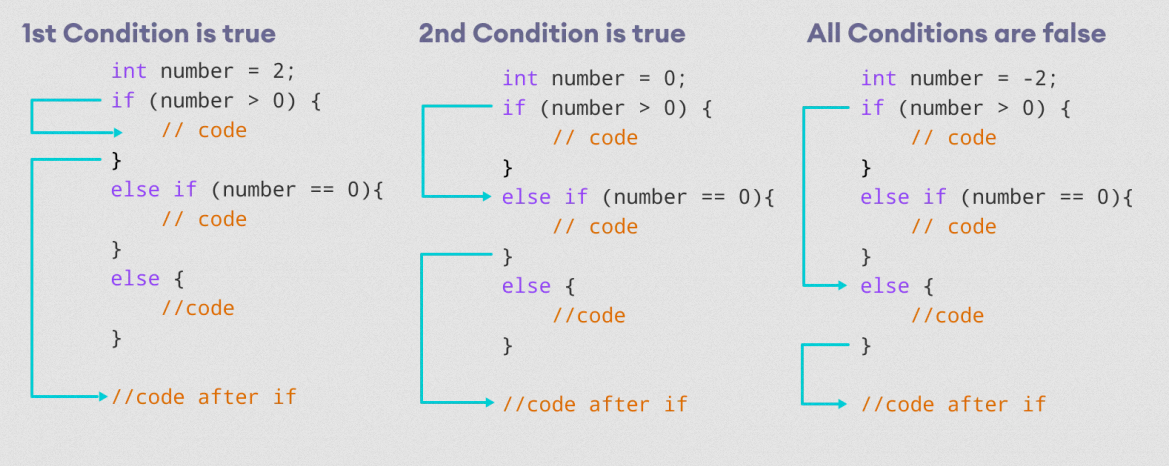 1st Condition is true
int number = 2;
if (number > 0) {
// code
}
else if (number == 0){
// code
}
else {
//code
}
//code after if
2nd Condition is true
int number = 0;
if (number > 0) {
// code
}
else if (number == 0){
// code
}
else {
//code
}
//code after if
All Conditions are false
int number = -2;
if (number > 0) {
// code
}
else if (number == 0){
// code
}
else {
//code
}
//code after if